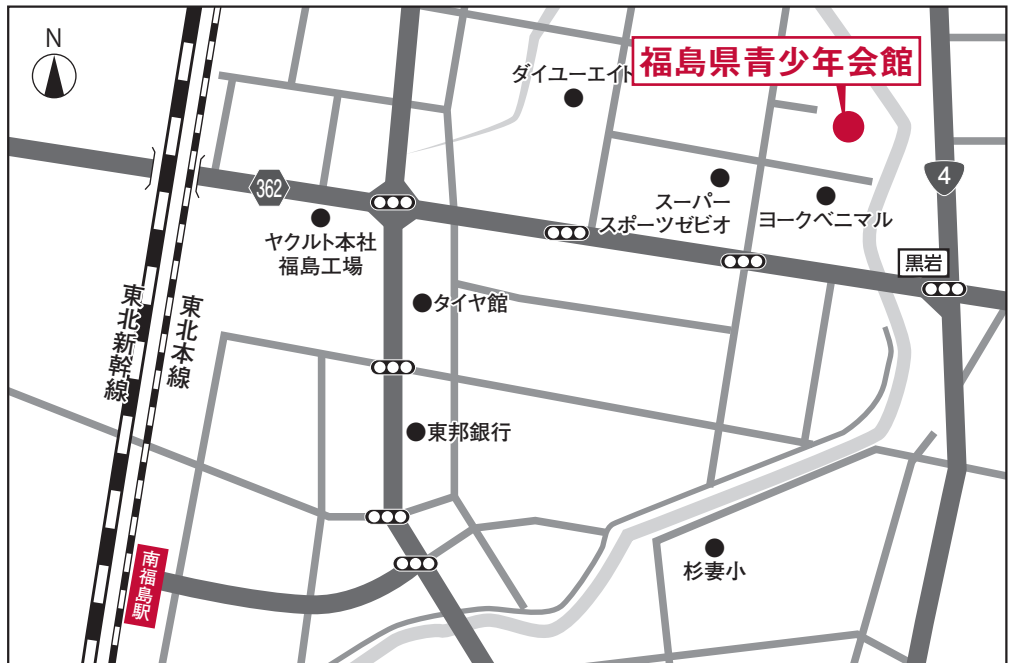 N
ダイユーエイト
福島県青少年会館
362
4
スーパー
スポーツゼビオ
ヨークベニマル
ヤクルト本社
福島工場
黒岩
タイヤ館
東北新幹線
東北本線
東邦銀行
南福島駅
杉妻小